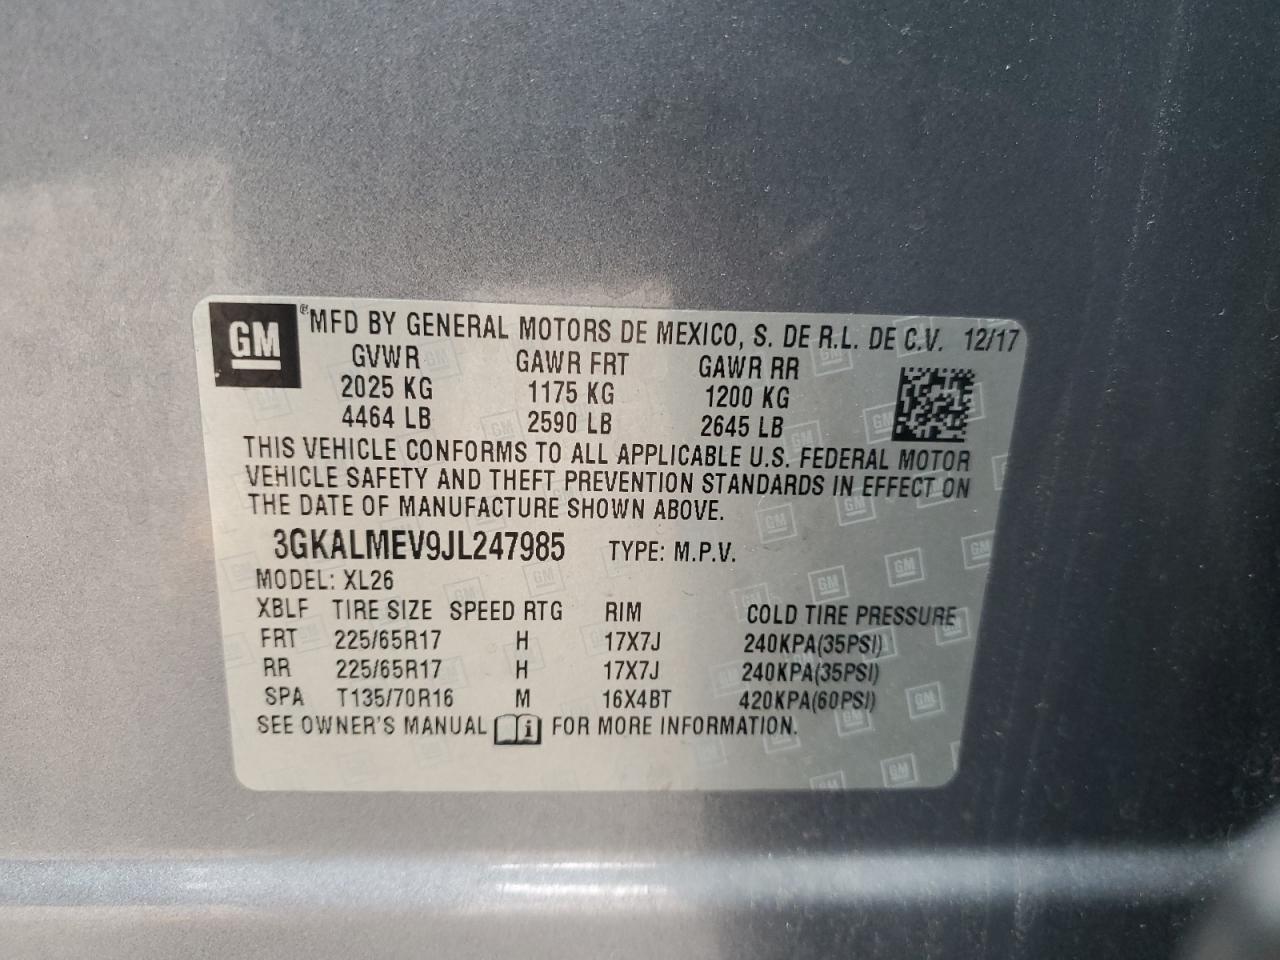 GM ® MFD BY GENERAL MOTORS DE MEXICO, S. DE R.L. DE C.V. 12/17
GVWR GAWR FRT GAWR RR
2025 KG 1175 KG 1200 KG
4464 LB 2590 LB 2645 LB
THIS VEHICLE CONFORMS TO ALL APPLICABLE U.S. FEDERAL MOTOR
VEHICLE SAFETY AND THEFT PREVENTION STANDARDS IN EFFECT ON
THE DATE OF MANUFACTURE SHOWN ABOVE.
3GKALMEV9JL247985 TYPE: M.P.V.
MODEL: XL26
XBLF TIRE SIZE SPEED RTG RIM COLD TIRE PRESSURE
FRT 225/65R17 H 17X7J 240KPA(35PSI)
RR 225/65R17 H 17X7J 240KPA(35PSI)
SPA T135/70R16 M 16X4BT 420KPA(60PSI)
SEE OWNER'S MANUAL i FOR MORE INFORMATION.